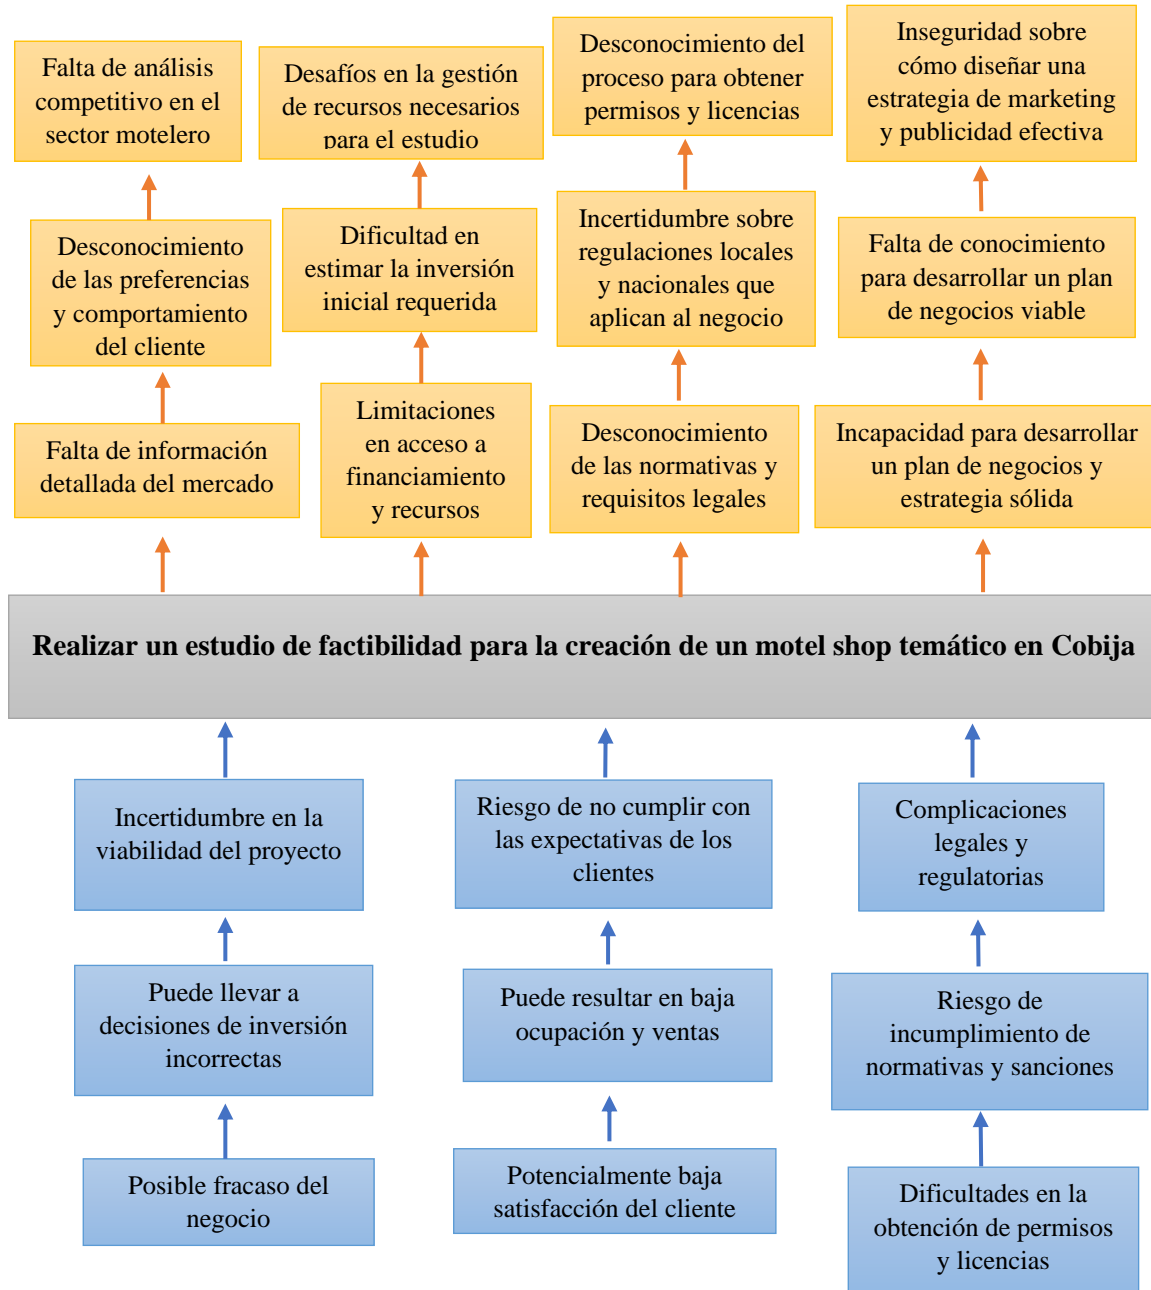 Falta de análisis
competitivo en el
sector motelero
Desafíos en la gestión
de recursos necesarios
para el estudio
Desconocimiento del
proceso para obtener
permisos y licencias
Inseguridad sobre
cómo diseñar una
estrategia de marketing
y publicidad efectiva
Desconocimiento
de las preferencias
y comportamiento
del cliente
Dificultad en
estimar la inversión
inicial requerida
Incertidumbre sobre
regulaciones locales
y nacionales que
aplican al negocio
Falta de conocimiento
para desarrollar un plan
de negocios viable
Falta de información
detallada del mercado
Limitaciones
en acceso a
financiamiento
y recursos
Desconocimiento
de las normativas y
requisitos legales
Incapacidad para desarrollar
un plan de negocios y
estrategia sólida
Realizar un estudio de factibilidad para la creación de un motel shop temático en Cobija
Incertidumbre en la
viabilidad del proyecto
Riesgo de no cumplir con
las expectativas de los
clientes
Complicaciones
legales y
regulatorias
Puede llevar a
decisiones de inversión
incorrectas
Puede resultar en baja
ocupación y ventas
Riesgo de
incumplimiento de
normativas y sanciones
Posible fracaso del
negocio
Potencialmente baja
satisfacción del cliente
Dificultades en la
obtención de permisos
y licencias